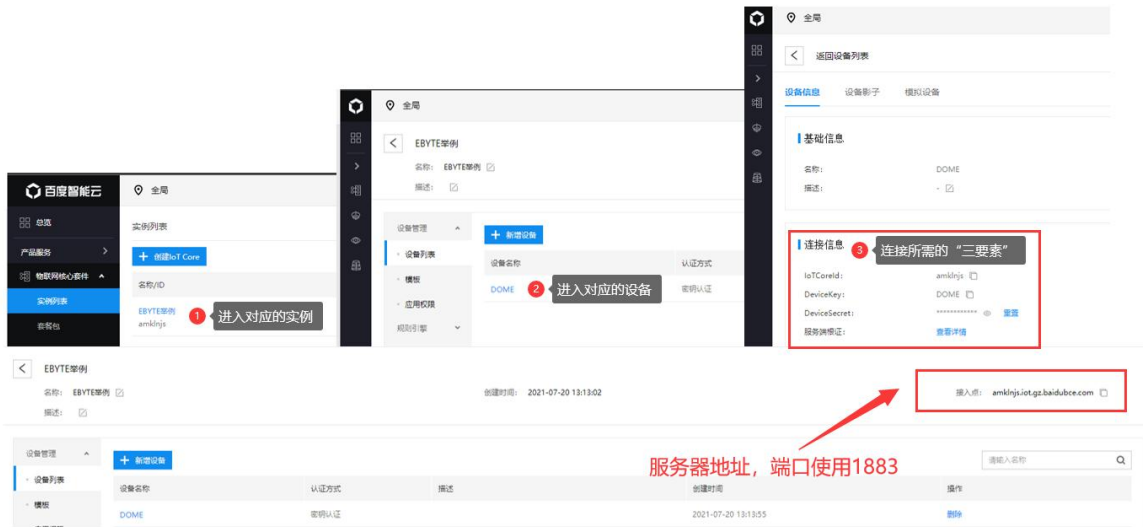 百度智能云
全局
总览
产品服务
物联网核心套件
实例列表
套餐包
实例列表
+ 创建IoT Core
名称/ID
EBYTE举例
amklnjs
1 进入对应的实例
全局
EBYTE举例
名称: EBYTE举例
描述:
设备管理
设备列表
模板
应用权限
规则引擎
+ 新增设备
设备名称
认证方式
DOME
密钥认证
2 进入对应的设备
全局
返回设备列表
设备信息 设备影子 模拟设备
基础信息
名称: DOME
描述: -
连接信息
3 连接所需的“三要素”
IoTCoreId: amklnjs
DeviceKey: DOME
DeviceSecret: ************ 重置
服务端根证: 查看详情
EBYTE举例
名称: EBYTE举例
创建时间: 2021-07-20 13:13:02
接入点: amklnjs.iot.gz.baidubce.com
描述:
服务器地址，端口使用1883
设备管理
设备列表
模板
+ 新增设备
请输入名称
设备名称 认证方式 描述 创建时间 操作
DOME 密钥认证 2021-07-20 13:13:55 删除